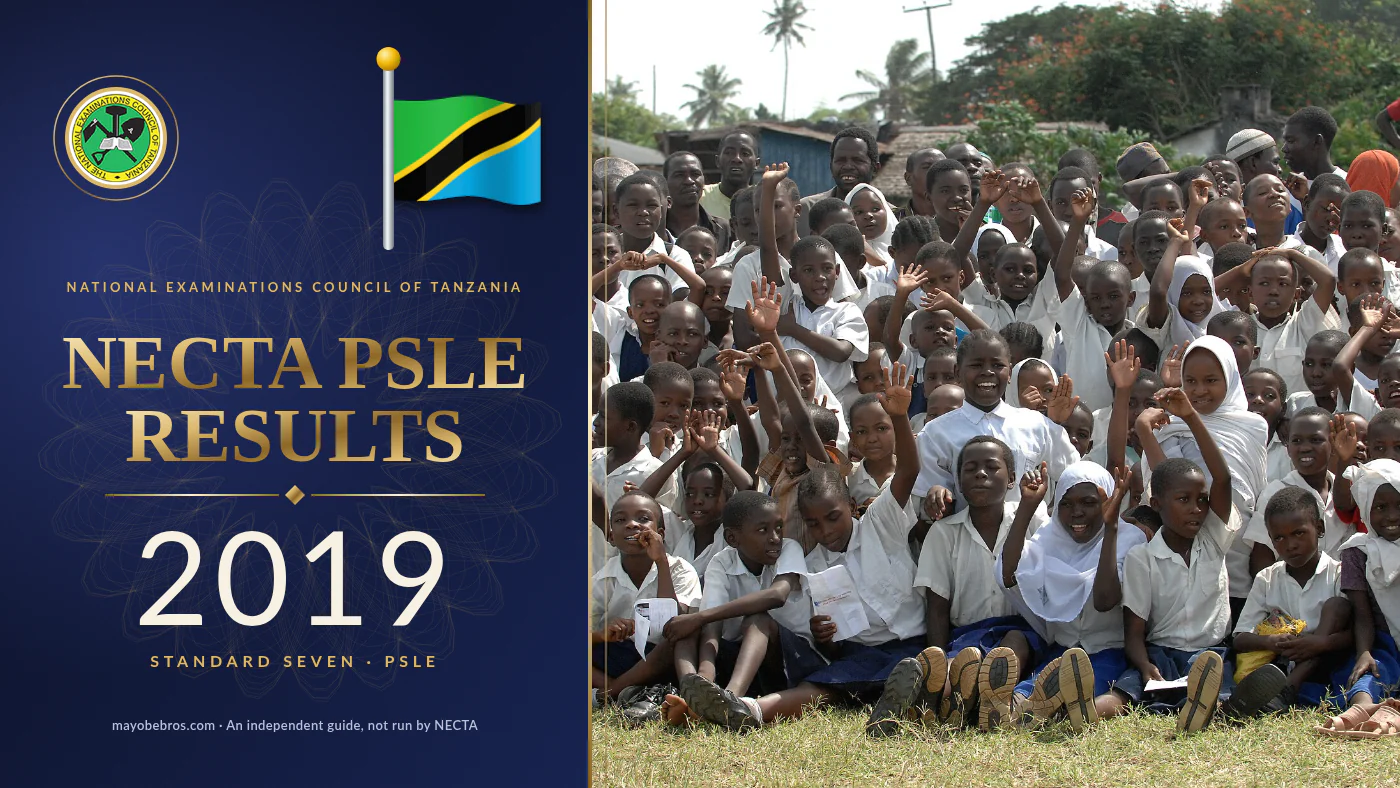 THE NATIONAL EXAMINATIONS COUNCIL OF TANZANIA
NATIONAL EXAMINATIONS COUNCIL OF TANZANIA
NECTA PSLE
RESULTS
2019
STANDARD SEVEN · PSLE
mayobebros.com · An independent guide, not run by NECTA